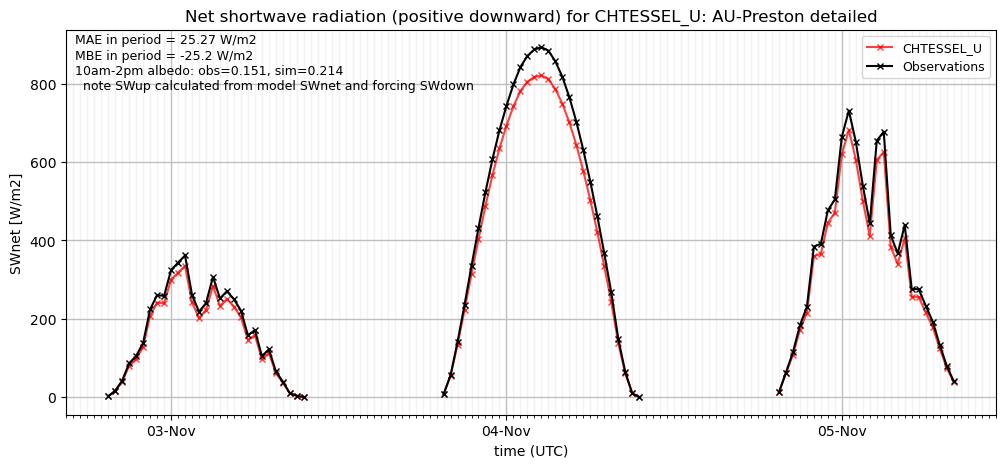 Net shortwave radiation (positive downward) for CHTESSEL_U: AU-Preston detailed
MAE in period = 25.27 W/m2
MBE in period = -25.2 W/m2
10am-2pm albedo: obs=0.151, sim=0.214
note SWup calculated from model SWnet and forcing SWdown
CHTESSEL_U
Observations
SWnet [W/m2]
800
600
400
200
0
03-Nov
04-Nov
05-Nov
time (UTC)